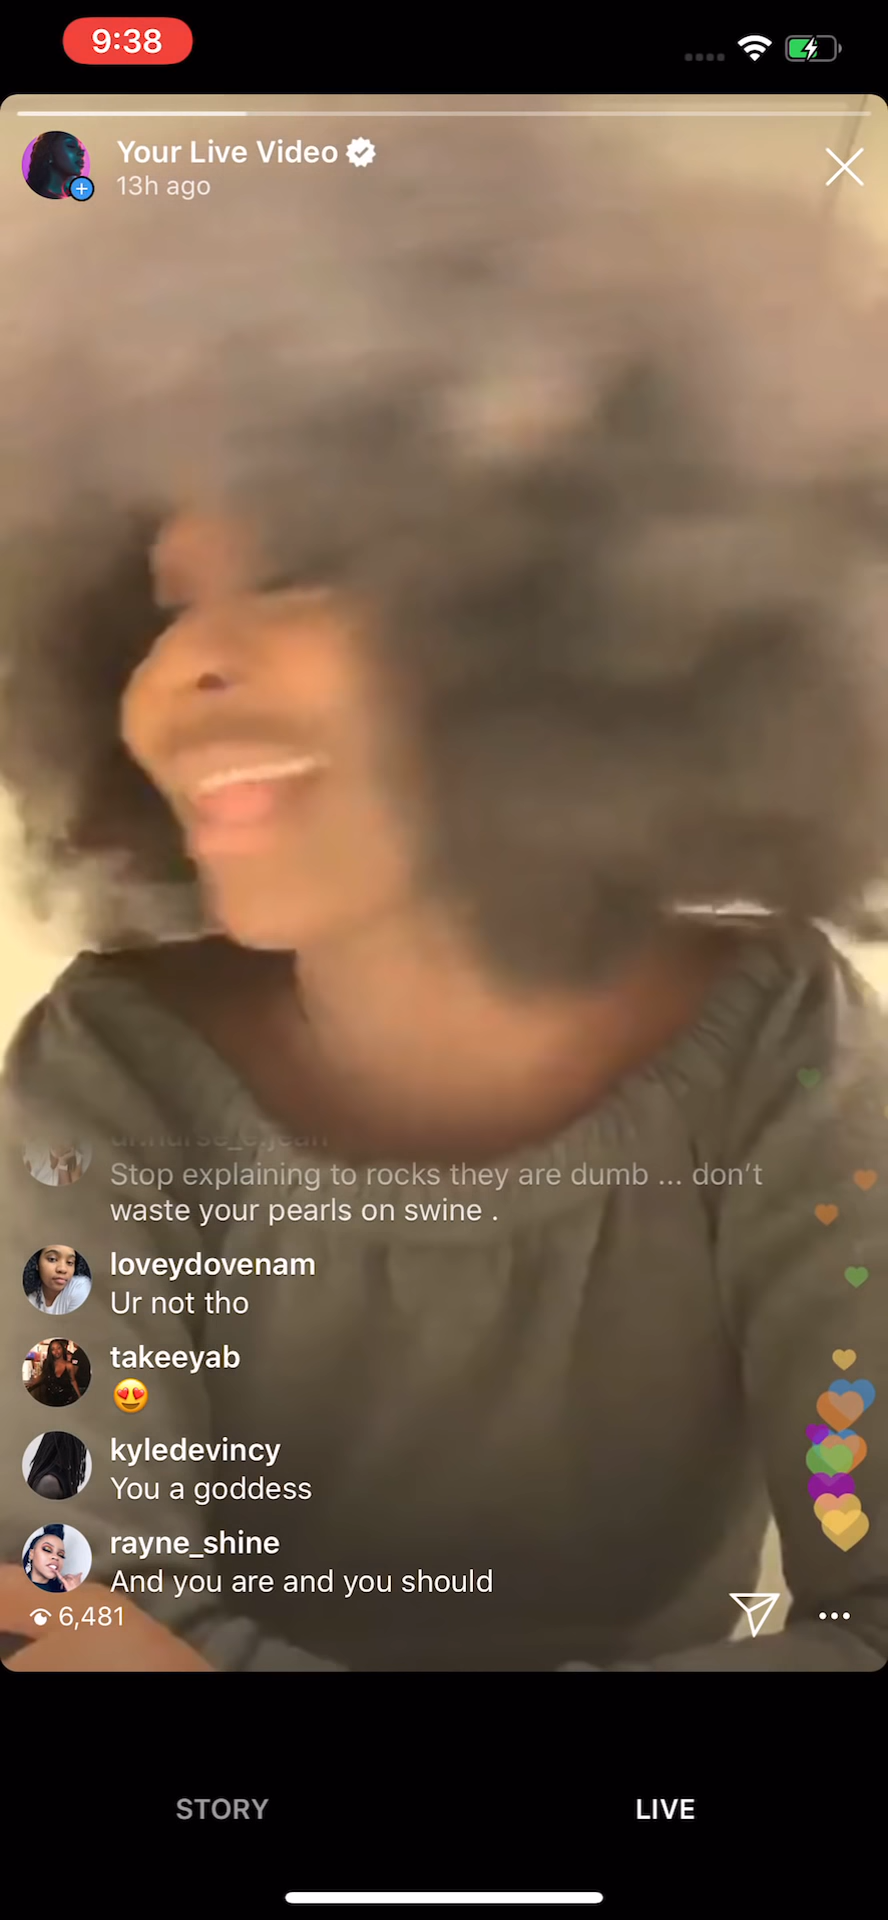 9:38
Your Live Video
13h ago
Stop explaining to rocks they are dumb ... don’t
waste your pearls on swine .
loveydovenam
Ur not tho
takeeyab
😍
kyledevincy
You a goddess
rayne_shine
And you are and you should
6,481
STORY
LIVE